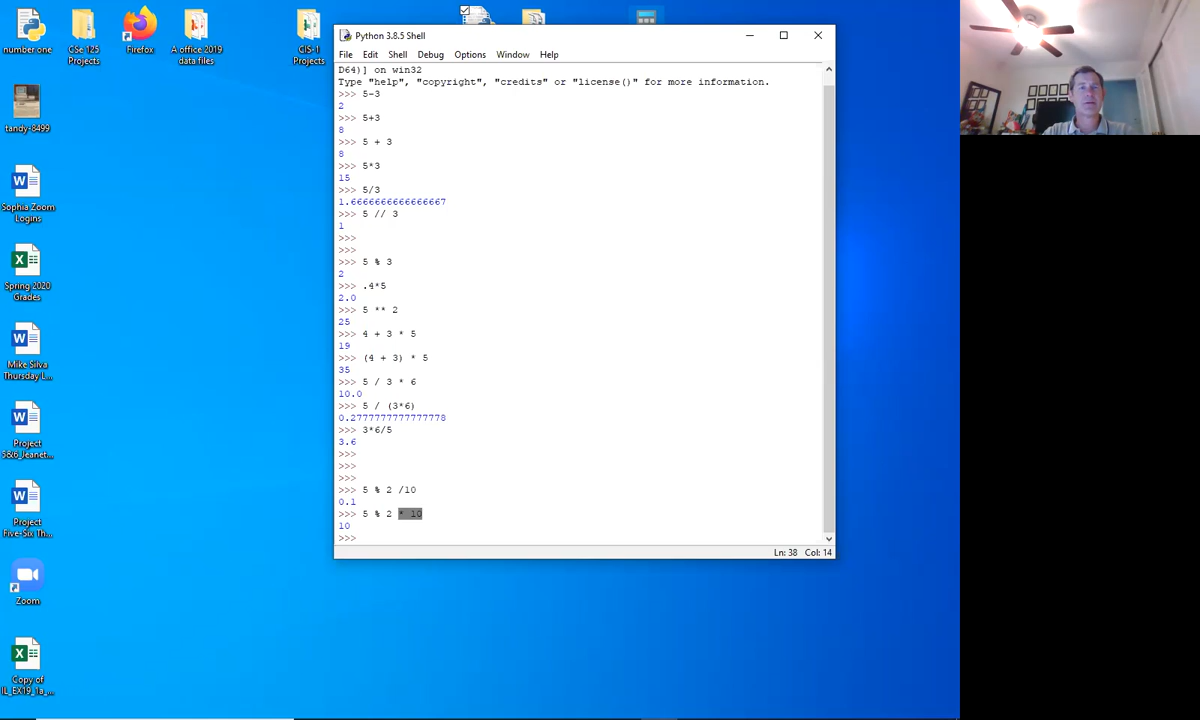 number.one
CSe 125
Projects
Firefox
A office 2019
data files
GIS-1
Projects
tandy-8499
Sophia Zoom
Logins
Spring 2020
Grades
Mike Silva
Thursday L...
Project
5&6_Jeanet...
Project
Five-Six Th...
Zoom
Copy of
IL_EX19_1a_...
Python 3.8.5 Shell
File Edit Shell Debug Options Window Help
D64)] on win32
Type "help", "copyright", "credits" or "license()" for more information.
>>> 5-3
2
>>> 5+3
8
>>> 5 + 3
8
>>> 5*3
15
>>> 5/3
1.6666666666666667
>>> 5 // 3
1
>>>
>>>
>>> 5 % 3
2
>>> .4*5
2.0
>>> 5 ** 2
25
>>> 4 + 3 * 5
19
>>> (4 + 3) * 5
35
>>> 5 / 3 * 6
10.0
>>> 5 / (3*6)
0.2777777777777778
>>> 3*6/5
3.6
>>>
>>>
>>>
>>> 5 % 2 /10
0.1
>>> 5 % 2 * 10
10
>>>
Ln: 38 Col: 14